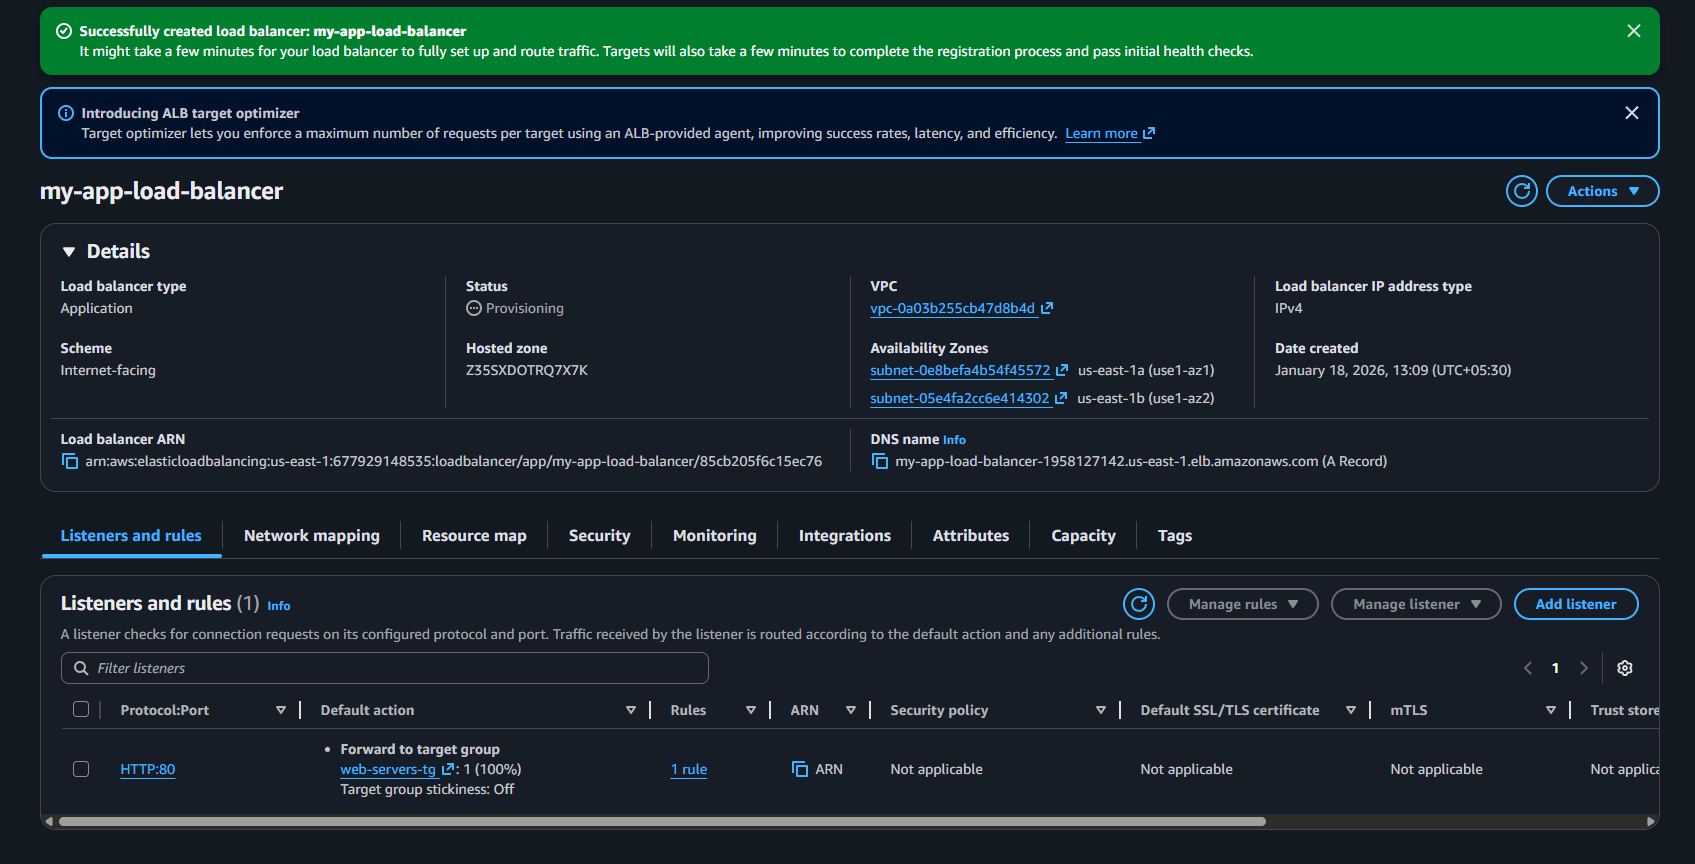 Successfully created load balancer: my-app-load-balancer
It might take a few minutes for your load balancer to fully set up and route traffic. Targets will also take a few minutes to complete the registration process and pass initial health checks.
Introducing ALB target optimizer
Target optimizer lets you enforce a maximum number of requests per target using an ALB-provided agent, improving success rates, latency, and efficiency. Learn more
my-app-load-balancer
Actions
Details
Load balancer type
Application
Status
Provisioning
VPC
vpc-0a03b255cb47d8b4d
Load balancer IP address type
IPv4
Scheme
Internet-facing
Hosted zone
Z35SXDOTRQ7X7K
Availability Zones
subnet-0e8befa4b54f45572 us-east-1a (use1-az1)
subnet-05e4fa2cc6e414302 us-east-1b (use1-az2)
Date created
January 18, 2026, 13:09 (UTC+05:30)
Load balancer ARN
arn:aws:elasticloadbalancing:us-east-1:677929148535:loadbalancer/app/my-app-load-balancer/85cb205f6c15ec76
DNS name Info
my-app-load-balancer-1958127142.us-east-1.elb.amazonaws.com (A Record)
Listeners and rules Network mapping Resource map Security Monitoring Integrations Attributes Capacity Tags
Listeners and rules (1) Info
Manage rules Manage listener Add listener
A listener checks for connection requests on its configured protocol and port. Traffic received by the listener is routed according to the default action and any additional rules.
Filter listeners
1
Protocol:Port Default action Rules ARN Security policy Default SSL/TLS certificate mTLS Trust store
HTTP:80
• Forward to target group
web-servers-tg : 1 (100%)
Target group stickiness: Off
1 rule
ARN
Not applicable
Not applicable
Not applicable
Not applica